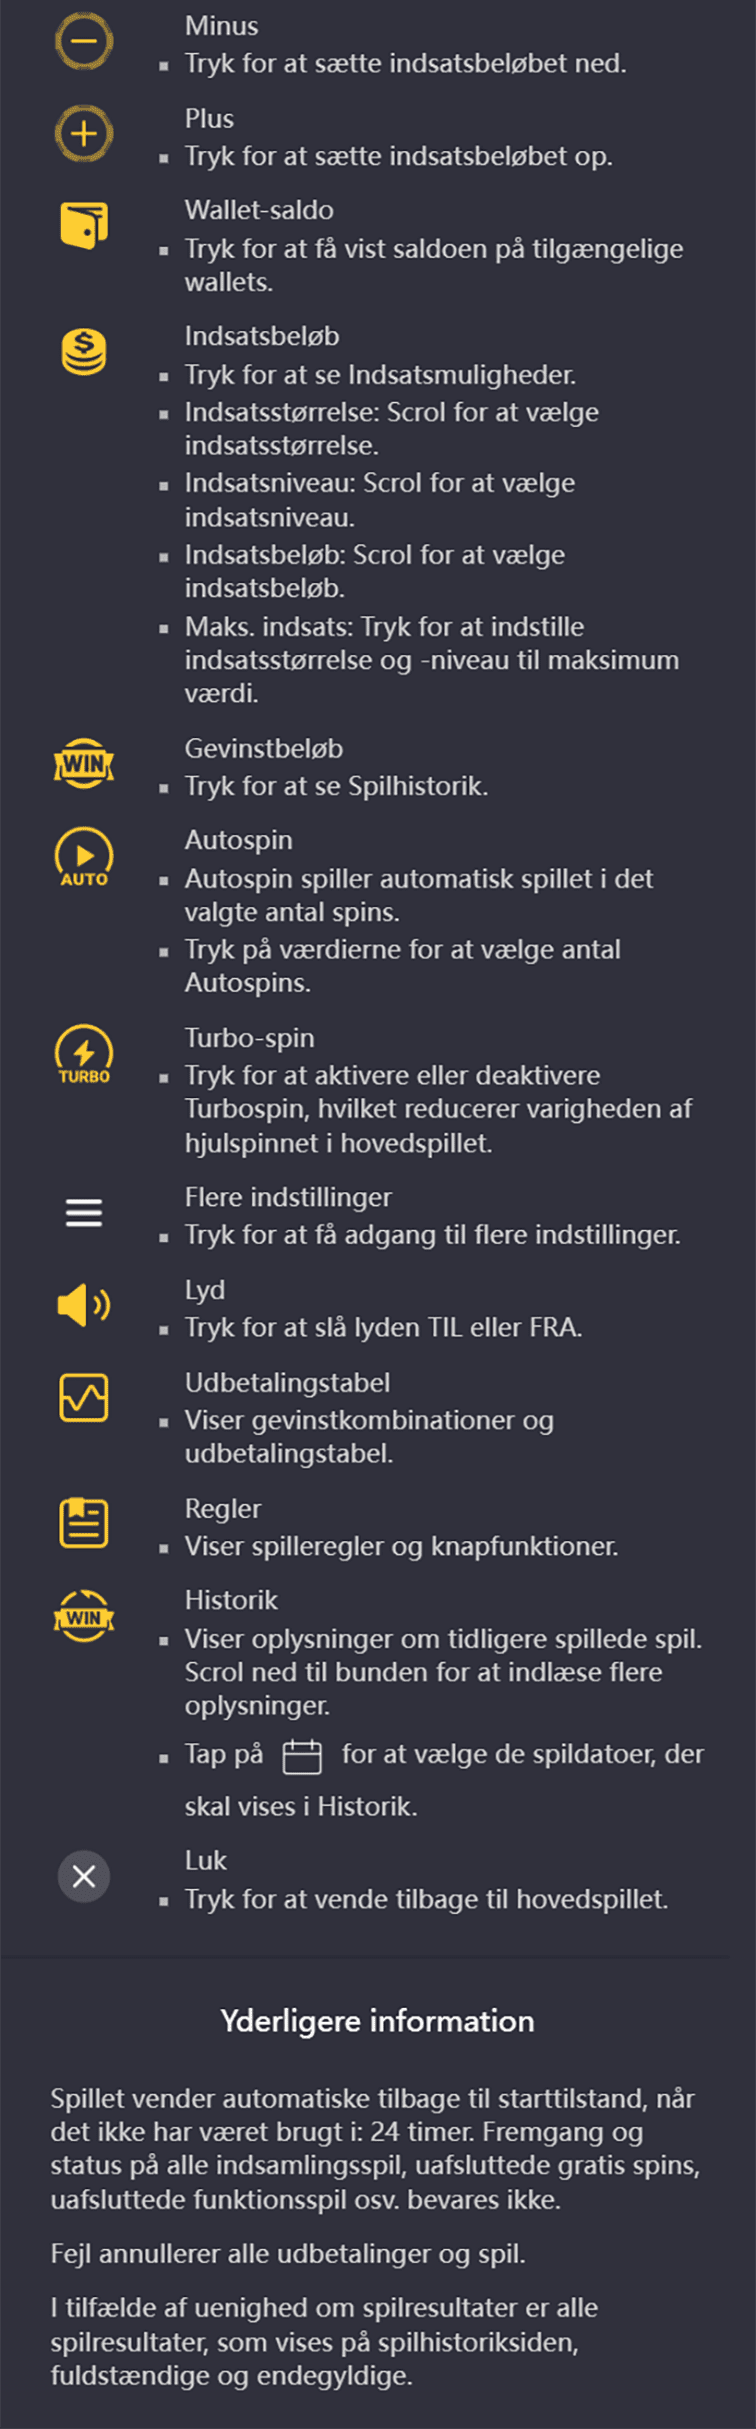 Minus
▪ Tryk for at sætte indsatsbeløbet ned.
Plus
▪ Tryk for at sætte indsatsbeløbet op.
Wallet-saldo
▪ Tryk for at få vist saldoen på tilgængelige
wallets.
Indsatsbeløb
▪ Tryk for at se Indsatsmuligheder.
▪ Indsatsstørrelse: Scrol for at vælge
indsatsstørrelse.
▪ Indsatsniveau: Scrol for at vælge
indsatsniveau.
▪ Indsatsbeløb: Scrol for at vælge
indsatsbeløb.
▪ Maks. indsats: Tryk for at indstille
indsatsstørrelse og -niveau til maksimum
værdi.
WIN
Gevinstbeløb
▪ Tryk for at se Spilhistorik.
AUTO
Autospin
▪ Autospin spiller automatisk spillet i det
valgte antal spins.
▪ Tryk på værdierne for at vælge antal
Autospins.
TURBO
Turbo-spin
▪ Tryk for at aktivere eller deaktivere
Turbospin, hvilket reducerer varigheden af
hjulspinnet i hovedspillet.
Flere indstillinger
▪ Tryk for at få adgang til flere indstillinger.
Lyd
▪ Tryk for at slå lyden TIL eller FRA.
Udbetalingstabel
▪ Viser gevinstkombinationer og
udbetalingstabel.
Regler
▪ Viser spilleregler og knapfunktioner.
WIN
Historik
▪ Viser oplysninger om tidligere spillede spil.
Scrol ned til bunden for at indlæse flere
oplysninger.
▪ Tap på for at vælge de spildatoer, der
skal vises i Historik.
Luk
▪ Tryk for at vende tilbage til hovedspillet.
Yderligere information
Spillet vender automatiske tilbage til starttilstand, når
det ikke har været brugt i: 24 timer. Fremgang og
status på alle indsamlingsspil, uafsluttede gratis spins,
uafsluttede funktionsspil osv. bevares ikke.
Fejl annullerer alle udbetalinger og spil.
I tilfælde af uenighed om spilresultater er alle
spilresultater, som vises på spilhistoriksiden,
fuldstændige og endegyldige.